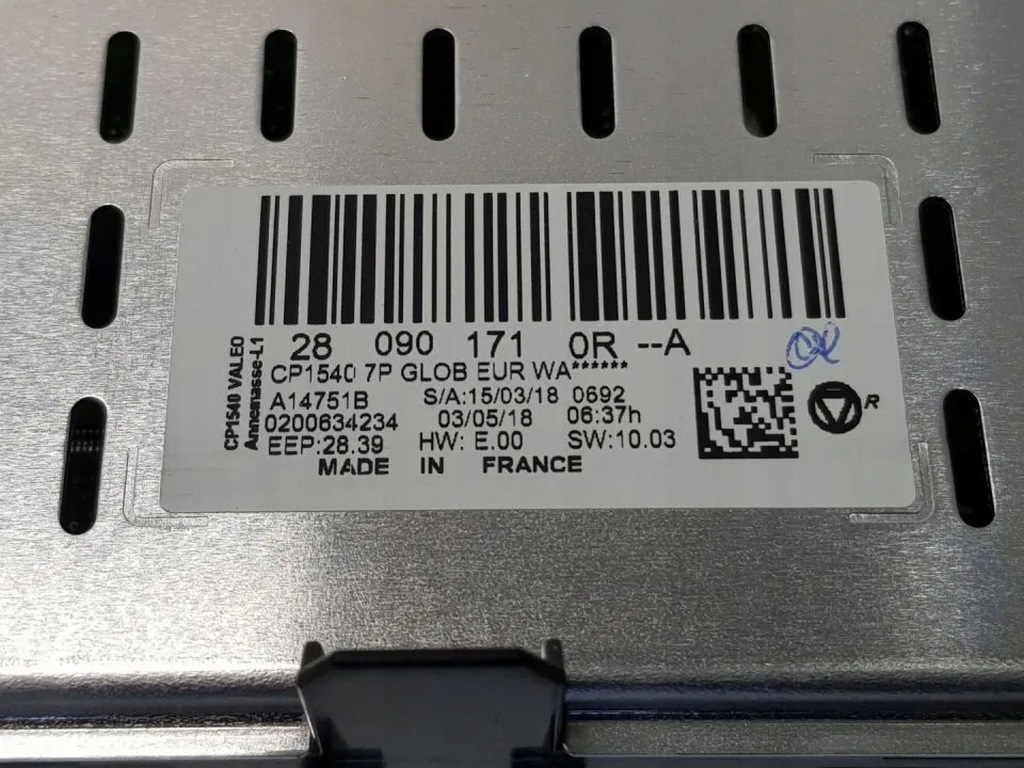 28 090 171 0R --A
CP1540 7P GLOB EUR WA******
A14751B S/A:15/03/18 0692
0200634234 03/05/18 06:37h
EEP:28.39 HW: E.00 SW:10.03
MADE IN FRANCE
CP1540 VALEO
Annemasse-L1
R